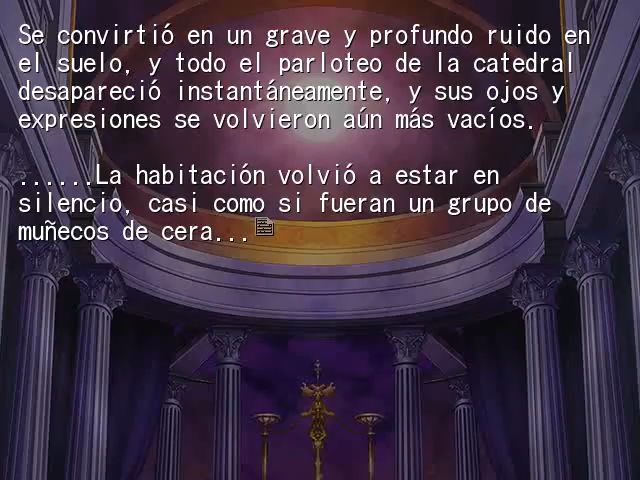 Se convirtió en un grave y profundo ruido en
el suelo, y todo el parloteo de la catedral
desapareció instantáneamente, y sus ojos y
expresiones se volvieron aún más vacíos.
......La habitación volvió a estar en
silencio, casi como si fueran un grupo de
muñecos de cera...